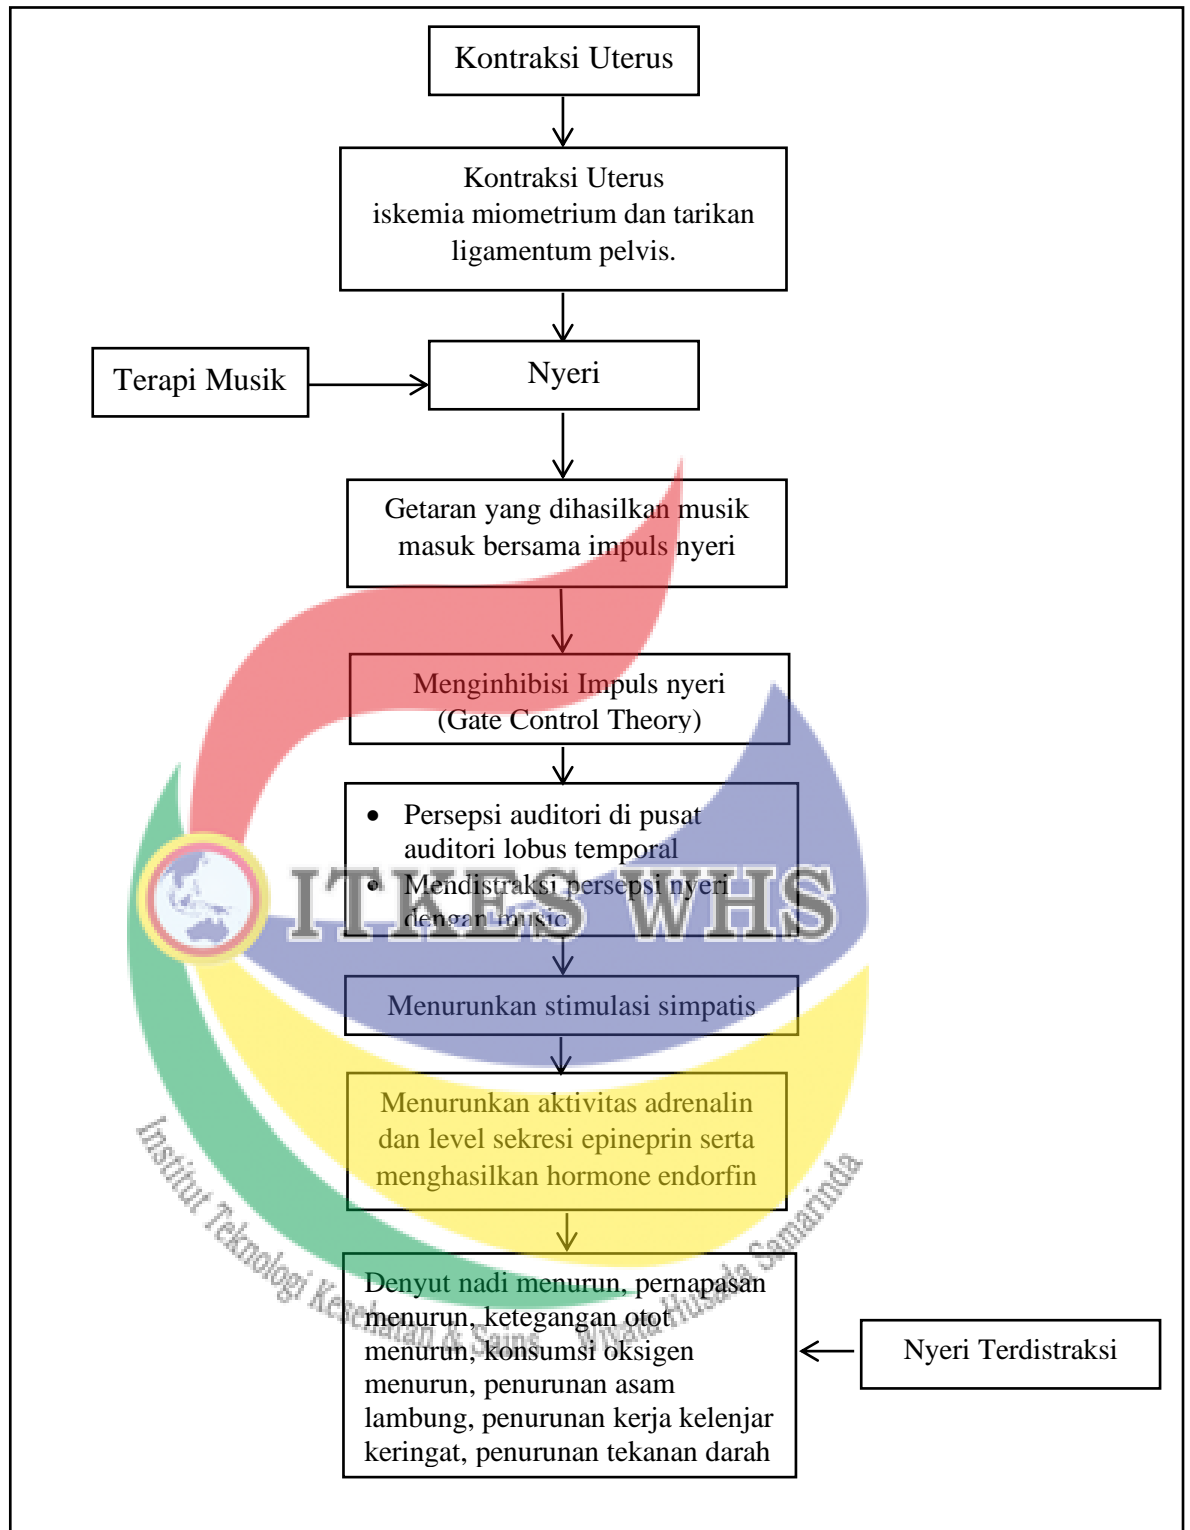 Kontraksi Uterus
Kontraksi Uterus
iskemia miometrium dan tarikan
ligamentum pelvis.
Terapi Musik
Nyeri
Getaran yang dihasilkan musik
masuk bersama impuls nyeri
Menginhibisi Impuls nyeri
(Gate Control Theory)
• Persepsi auditori di pusat
auditori lobus temporal
• Mendistraksi persepsi nyeri
dengan music
ITKES WHS
Menurunkan stimulasi simpatis
Menurunkan aktivitas adrenalin
dan level sekresi epineprin serta
menghasilkan hormone endorfin
Denyut nadi menurun, pernapasan
menurun, ketegangan otot
menurun, konsumsi oksigen
menurun, penurunan asam
lambung, penurunan kerja kelenjar
keringat, penurunan tekanan darah
Nyeri Terdistraksi
Institut Teknologi Kesehatan & Sains Wiyata Husada Samarinda